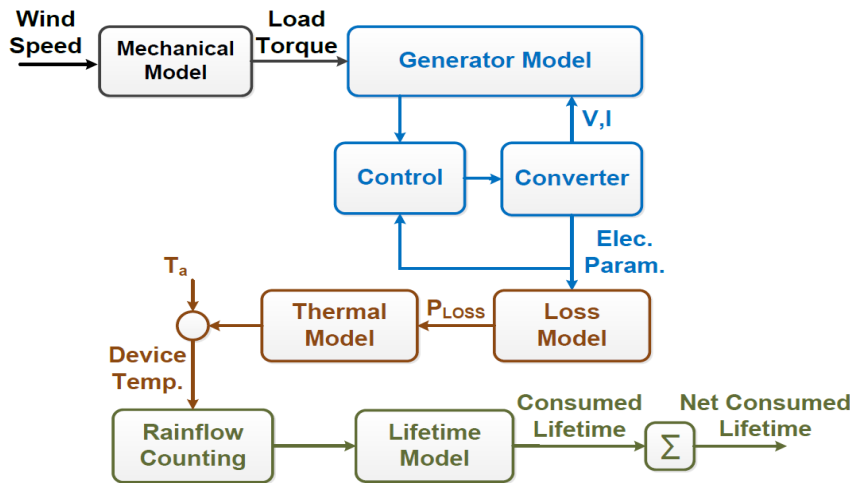 Wind
Speed
Mechanical
Model
Load
Torque
Generator Model
V,I
Control
Converter
Elec.
Param.
Ta
Thermal
Model
PLOSS
Loss
Model
Device
Temp.
Rainflow
Counting
Lifetime
Model
Consumed
Lifetime
Σ
Net Consumed
Lifetime